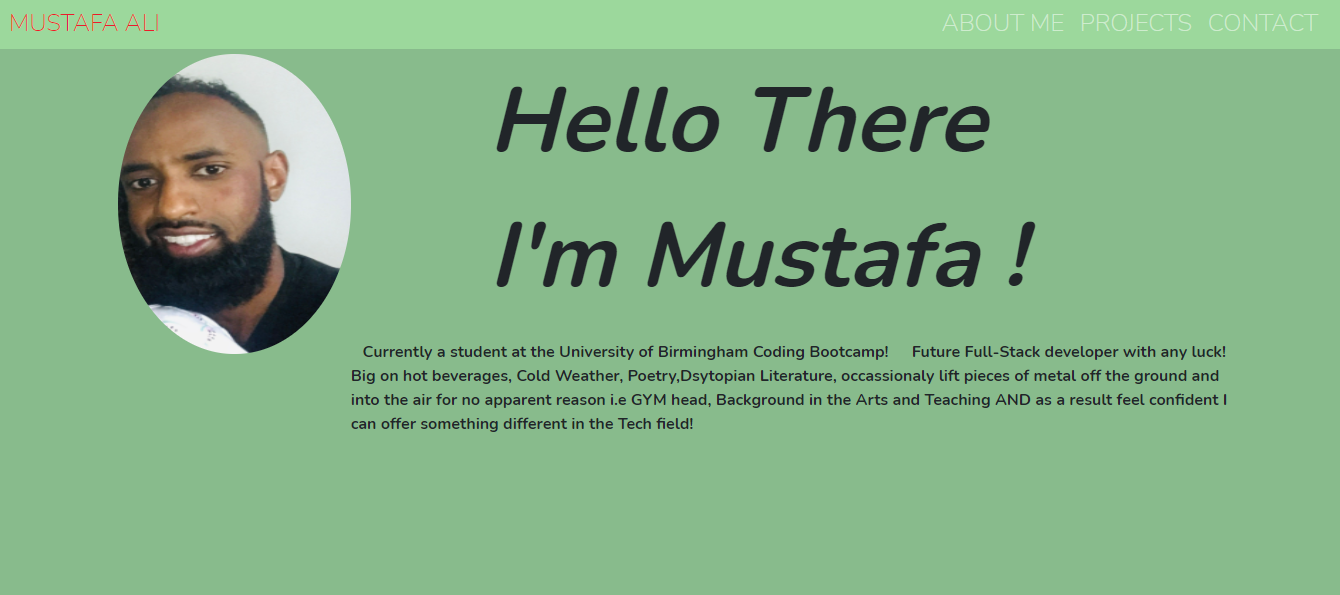 MUSTAFA ALI
ABOUT ME PROJECTS CONTACT
Hello There
I'm Mustafa !
Currently a student at the University of Birmingham Coding Bootcamp! Future Full-Stack developer with any luck!
Big on hot beverages, Cold Weather, Poetry,Dsytopian Literature, occassionaly lift pieces of metal off the ground and
into the air for no apparent reason i.e GYM head, Background in the Arts and Teaching AND as a result feel confident I
can offer something different in the Tech field!